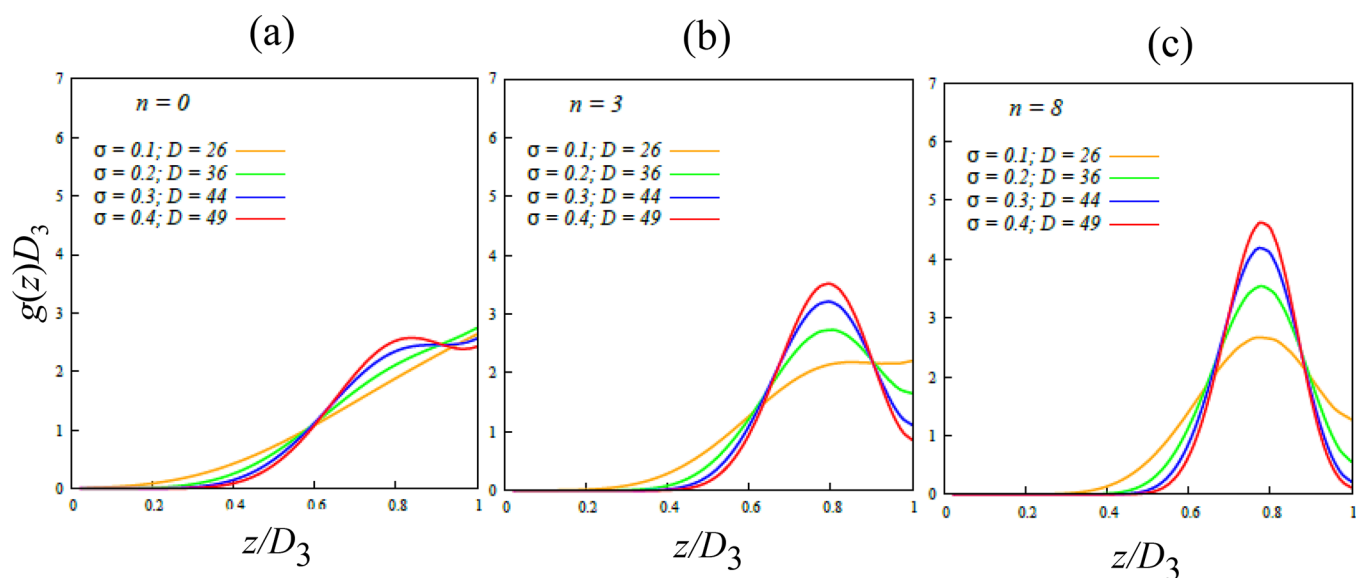 (a)
(b)
(c)
n = 0
σ = 0.1; D = 26
σ = 0.2; D = 36
σ = 0.3; D = 44
σ = 0.4; D = 49
7
6
5
4
3
2
1
0
0
0.2
0.4
0.6
0.8
1
g(z)D3
z/D3
n = 3
σ = 0.1; D = 26
σ = 0.2; D = 36
σ = 0.3; D = 44
σ = 0.4; D = 49
7
6
5
4
3
2
1
0
0
0.2
0.4
0.6
0.8
1
z/D3
n = 8
σ = 0.1; D = 26
σ = 0.2; D = 36
σ = 0.3; D = 44
σ = 0.4; D = 49
7
6
5
4
3
2
1
0
0
0.2
0.4
0.6
0.8
1
z/D3